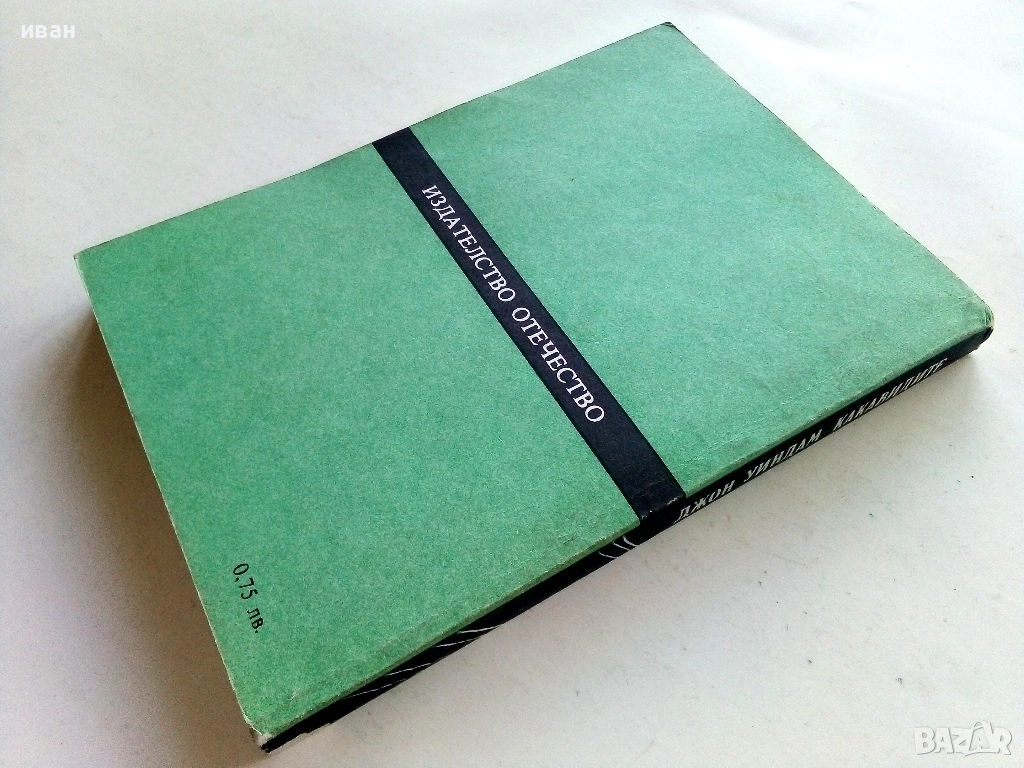 иван
ИЗДАТЕЛСТВО ОТЕЧЕСТВО
ДЖОН УИНДАМ КАКАВИДИТЕ
0,75 лв.
BAZAR